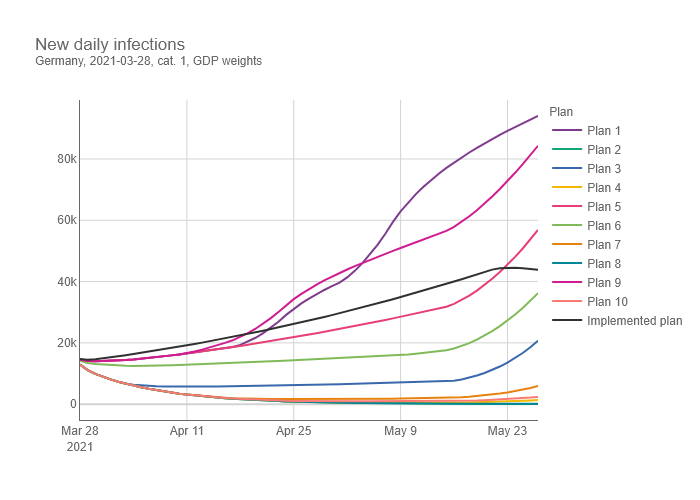 New daily infections
Germany, 2021-03-28, cat. 1, GDP weights
Plan
Plan 1
Plan 2
Plan 3
Plan 4
Plan 5
Plan 6
Plan 7
Plan 8
Plan 9
Plan 10
Implemented plan
80k
60k
40k
20k
0
Mar 28
2021
Apr 11
Apr 25
May 9
May 23